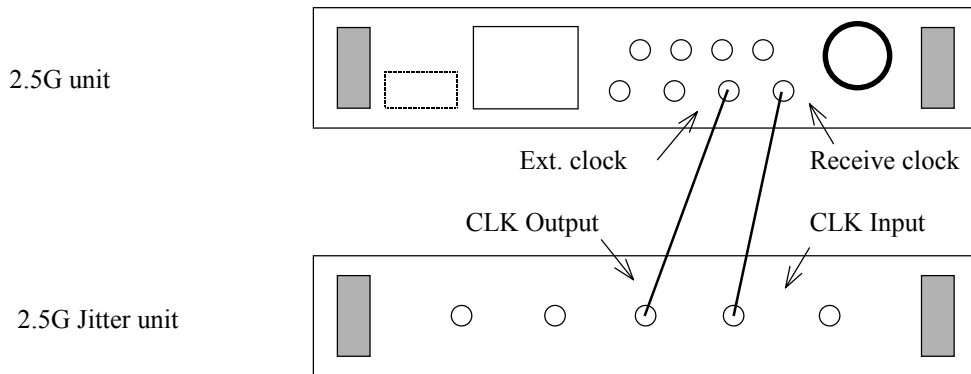 2.5G unit
Ext. clock
Receive clock
CLK Output
CLK Input
2.5G Jitter unit